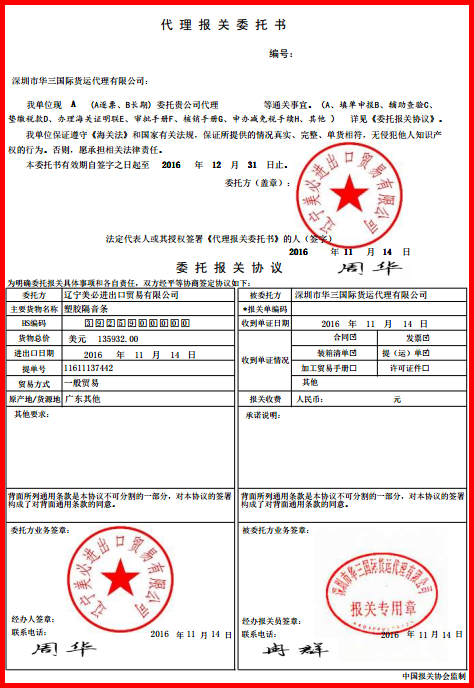 代理报关委托书
编号：
深圳市华三国际货运代理有限公司：
我单位现 A （A逐票、B长期）委托贵公司代理 等通关事宜。（A、填单申报B、辅助查验C、
垫缴税款D、办理海关证明联E、审批手册F、核销手册G、申办减免税手续H、其他 ） 详见《委托报关协议》。
我单位保证遵守《海关法》和国家有关法规，保证所提供的情况真实、完整、单货相符，无侵犯他人知识产
权的行为。否则，愿承担相关法律责任。
本委托书有效期自签字之日起至 2016 年 12 月 31 日止。
委托方（盖章）：
辽宁美必进出口贸易有限公司
法定代表人或其授权签署《代理报关委托书》的人（签字）
2016 年 11 月 14 日
周华
委托报关协议
为明确委托报关具体事项和各自责任，双方经平等协商签定协议如下：
委托方 辽宁美必进出口贸易有限公司 被委托方 深圳市华三国际货运代理有限公司
主要货物名称 塑胶隔音条 *报关单编码
HS编码 3925900000 收到单证日期 2016 年 11 月 14 日
货物总价 美元 135932.00 收到单证情况 合同☑ 发票☑
进出口日期 2016 年 11 月 14 日 装箱清单☑ 提（运）单☑
提单号 11611137442 加工贸易手册□ 许可证件□
贸易方式 一般贸易 其他
原产地/货源地 广东其他 报关收费 人民币： 元
其他要求： 承诺说明：
背面所列通用条款是本协议不可分割的一部分，对本协议的签署
构成了对背面通用条款的同意。
背面所列通用条款是本协议不可分割的一部分，对本协议的签署
构成了对背面通用条款的同意。
委托方业务签章： 被委托方业务签章：
辽宁美必进出口贸易有限公司
深圳市华三国际货运代理有限公司
报关专用章
经办人签章： 经办报关员签章：
联系电话： 2016 年 11 月 14 日 联系电话： 2016 年 11 月 14 日
周华 冉群
中国报关协会监制